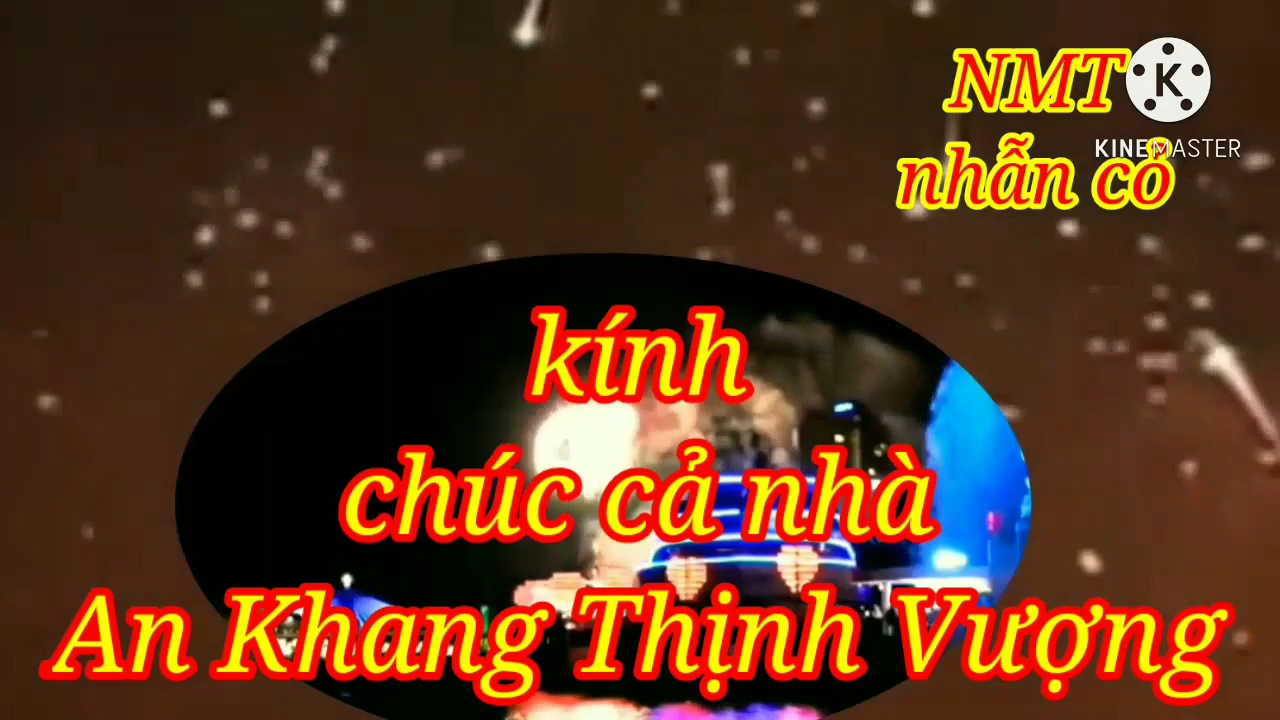 NMT
K
KINEMASTER
nhẫn cỏ
kính
chúc cả nhà
An Khang Thịnh Vượng